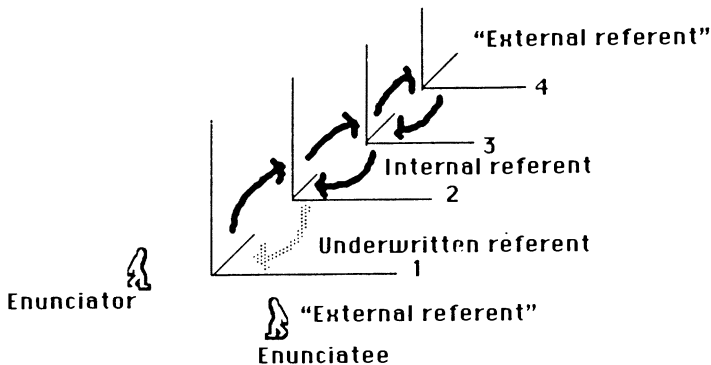 “External referent”
4
3
Internal referent
2
Underwritten referent
1
Enunciator
“External referent”
Enunciatee